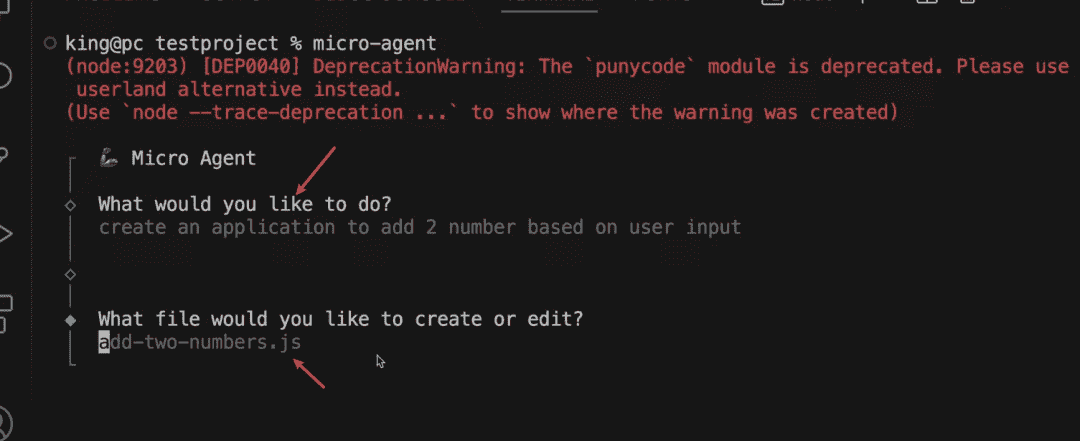 king@pc testproject % micro-agent
(node:9203) [DEP0040] DeprecationWarning: The `punycode` module is deprecated. Please use
userland alternative instead.
(Use `node --trace-deprecation ...` to show where the warning was created)
Micro Agent
What would you like to do?
create an application to add 2 number based on user input
What file would you like to create or edit?
add-two-numbers.js